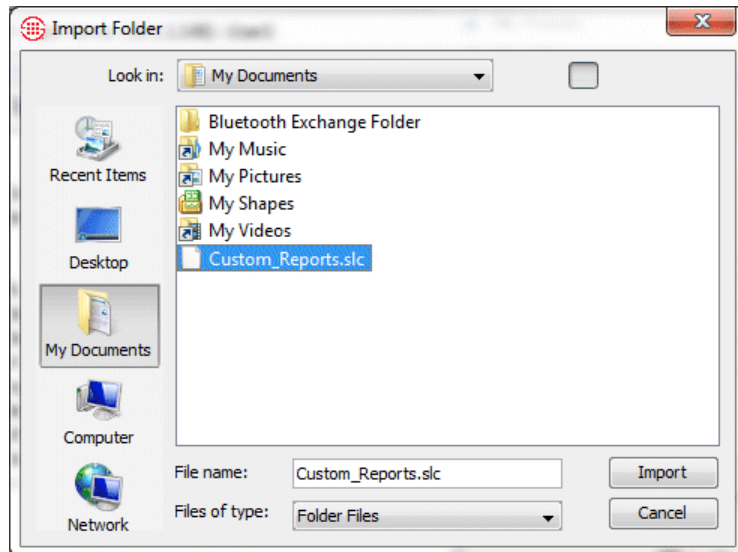 Import Folder
Look in: My Documents
Recent Items
Desktop
My Documents
Computer
Network
Bluetooth Exchange Folder
My Music
My Pictures
My Shapes
My Videos
Custom_Reports.slc
File name: Custom_Reports.slc Import
Files of type: Folder Files Cancel